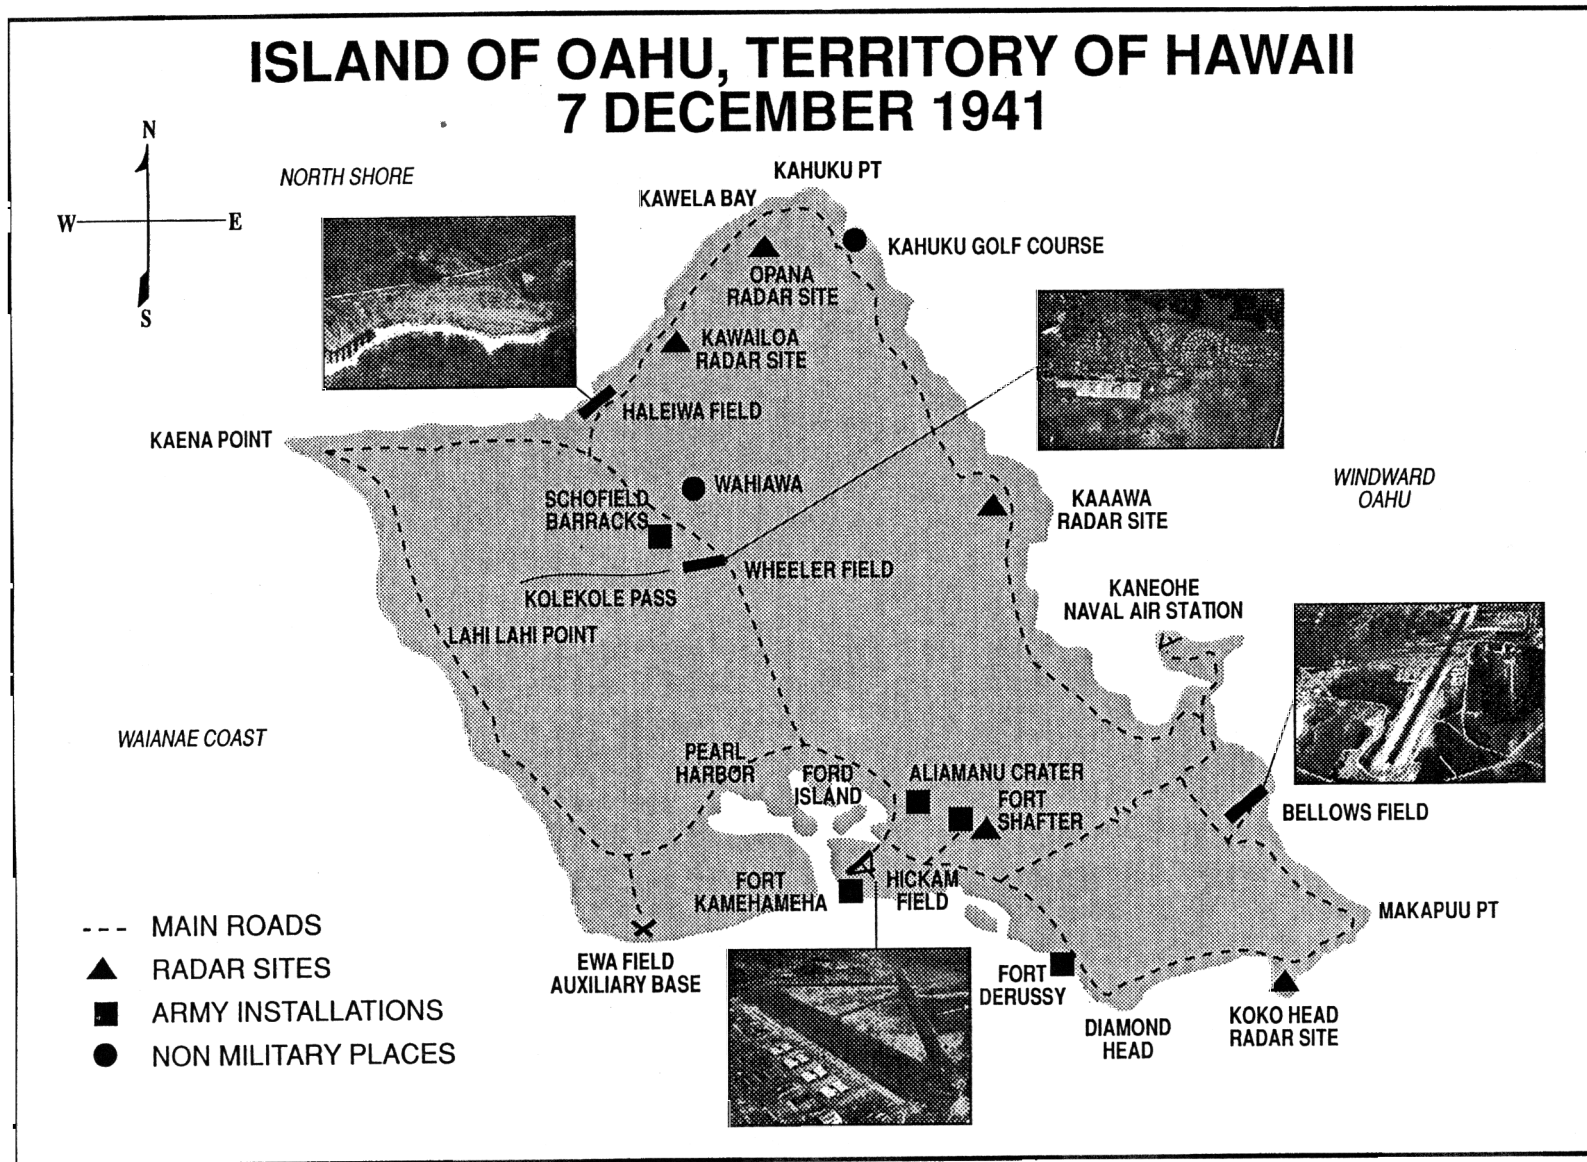 ISLAND OF OAHU, TERRITORY OF HAWAII
7 DECEMBER 1941
N
W
E
S
NORTH SHORE
KAHUKU PT
KAWELA BAY
KAHUKU GOLF COURSE
OPANA
RADAR SITE
KAWAILOA
RADAR SITE
HALEIWA FIELD
KAENA POINT
WAHIAWA
SCHOFIELD
BARRACKS
KAAAWA
RADAR SITE
WINDWARD
OAHU
WHEELER FIELD
KOLEKOLE PASS
KANEOHE
NAVAL AIR STATION
LAHI LAHI POINT
WAIANAE COAST
PEARL
HARBOR
FORD
ISLAND
ALIAMANU CRATER
FORT
SHAFTER
BELLOWS FIELD
FORT
KAMEHAMEHA
HICKAM
FIELD
MAKAPUU PT
EWA FIELD
AUXILIARY BASE
FORT
DERUSSY
DIAMOND
HEAD
KOKO HEAD
RADAR SITE
MAIN ROADS
RADAR SITES
ARMY INSTALLATIONS
NON MILITARY PLACES